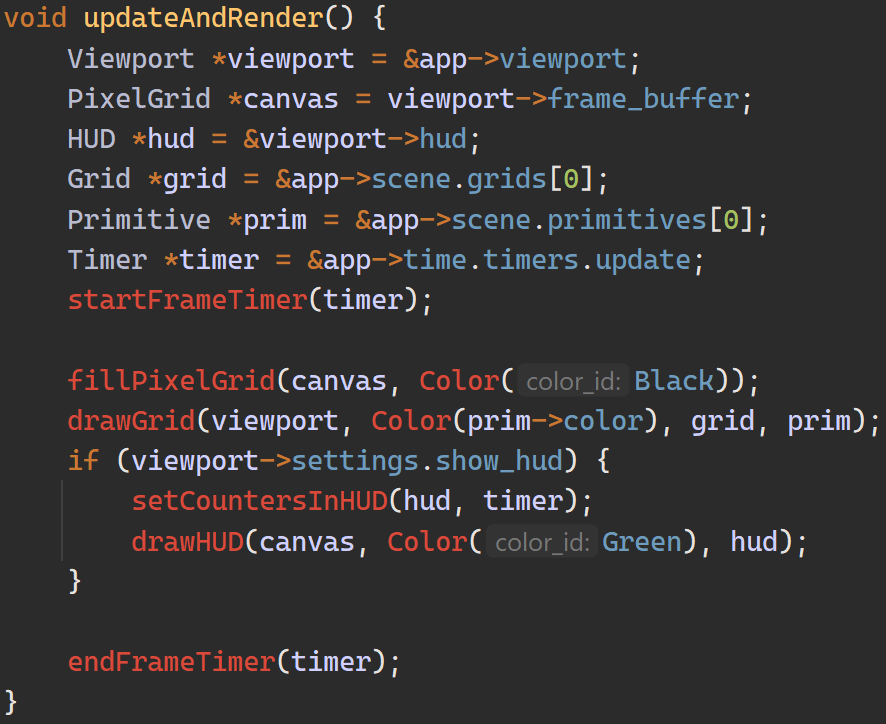 void updateAndRender() {
    Viewport *viewport = &app->viewport;
    PixelGrid *canvas = viewport->frame_buffer;
    HUD *hud = &viewport->hud;
    Grid *grid = &app->scene.grids[0];
    Primitive *prim = &app->scene.primitives[0];
    Timer *timer = &app->time.timers.update;
    startFrameTimer(timer);

    fillPixelGrid(canvas, Color( color_id: Black));
    drawGrid(viewport, Color(prim->color), grid, prim);
    if (viewport->settings.show_hud) {
        setCountersInHUD(hud, timer);
        drawHUD(canvas, Color( color_id: Green), hud);
    }

    endFrameTimer(timer);
}